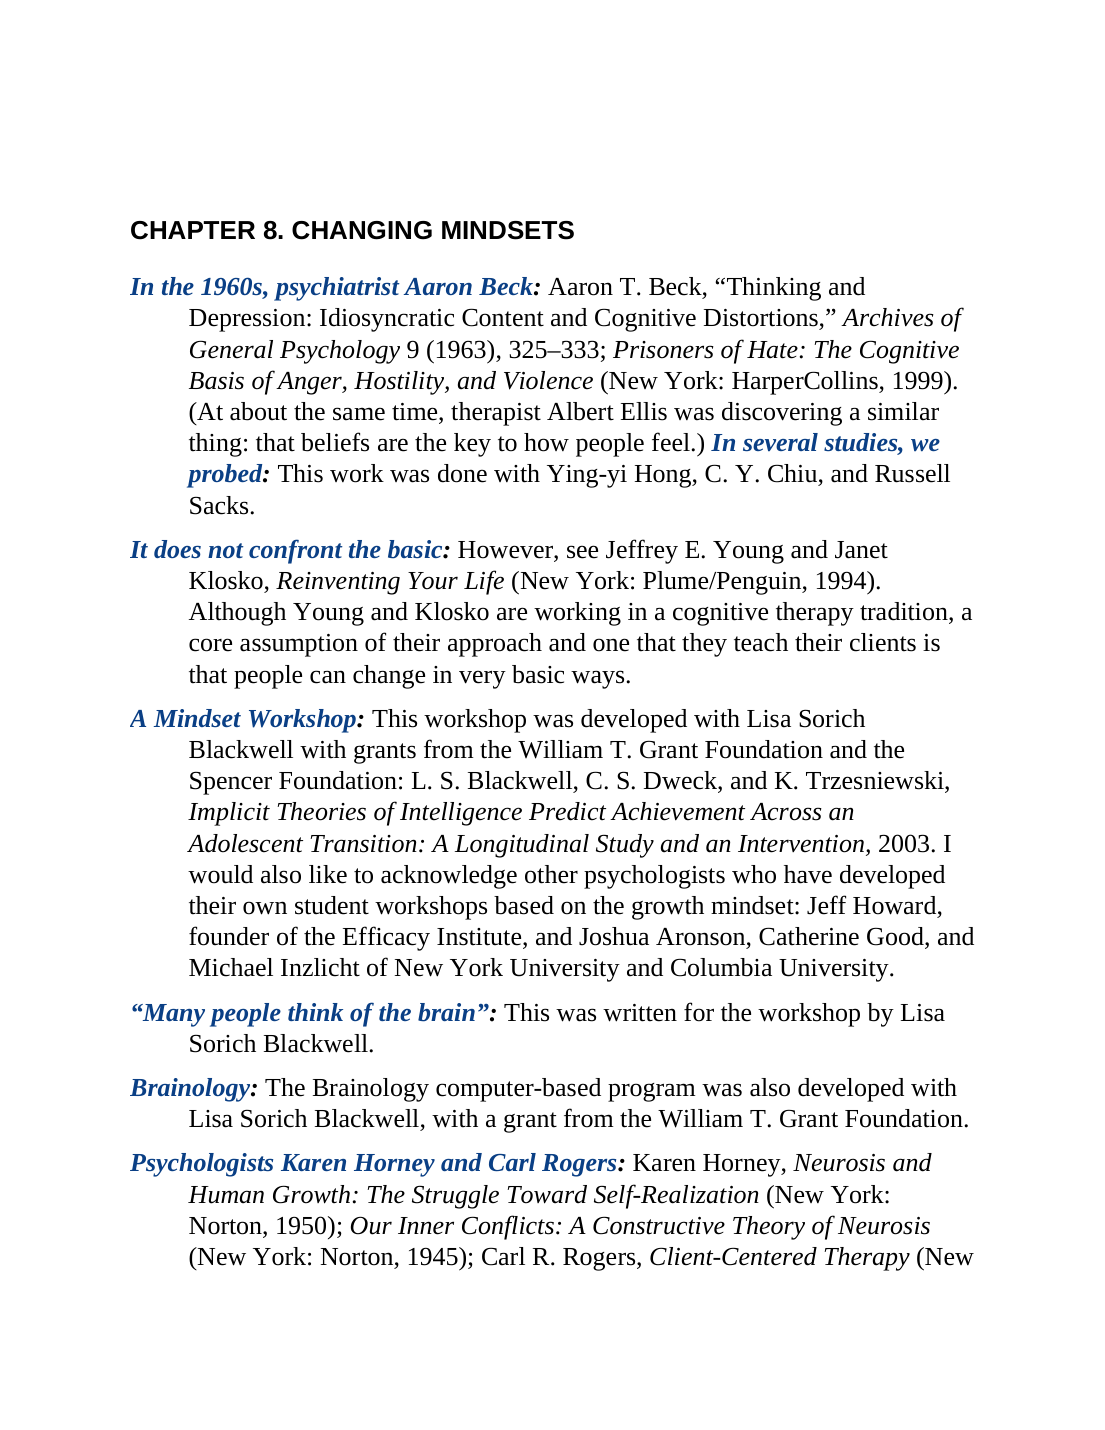 CHAPTER 8. CHANGING MINDSETS
In the 1960s, psychiatrist Aaron Beck: Aaron T. Beck, “Thinking and
Depression: Idiosyncratic Content and Cognitive Distortions,” Archives of
General Psychology 9 (1963), 325–333; Prisoners of Hate: The Cognitive
Basis of Anger, Hostility, and Violence (New York: HarperCollins, 1999).
(At about the same time, therapist Albert Ellis was discovering a similar
thing: that beliefs are the key to how people feel.) In several studies, we
probed: This work was done with Ying-yi Hong, C. Y. Chiu, and Russell
Sacks.
It does not confront the basic: However, see Jeffrey E. Young and Janet
Klosko, Reinventing Your Life (New York: Plume/Penguin, 1994).
Although Young and Klosko are working in a cognitive therapy tradition, a
core assumption of their approach and one that they teach their clients is
that people can change in very basic ways.
A Mindset Workshop: This workshop was developed with Lisa Sorich
Blackwell with grants from the William T. Grant Foundation and the
Spencer Foundation: L. S. Blackwell, C. S. Dweck, and K. Trzesniewski,
Implicit Theories of Intelligence Predict Achievement Across an
Adolescent Transition: A Longitudinal Study and an Intervention, 2003. I
would also like to acknowledge other psychologists who have developed
their own student workshops based on the growth mindset: Jeff Howard,
founder of the Efficacy Institute, and Joshua Aronson, Catherine Good, and
Michael Inzlicht of New York University and Columbia University.
“Many people think of the brain”: This was written for the workshop by Lisa
Sorich Blackwell.
Brainology: The Brainology computer-based program was also developed with
Lisa Sorich Blackwell, with a grant from the William T. Grant Foundation.
Psychologists Karen Horney and Carl Rogers: Karen Horney, Neurosis and
Human Growth: The Struggle Toward Self-Realization (New York:
Norton, 1950); Our Inner Conflicts: A Constructive Theory of Neurosis
(New York: Norton, 1945); Carl R. Rogers, Client-Centered Therapy (New